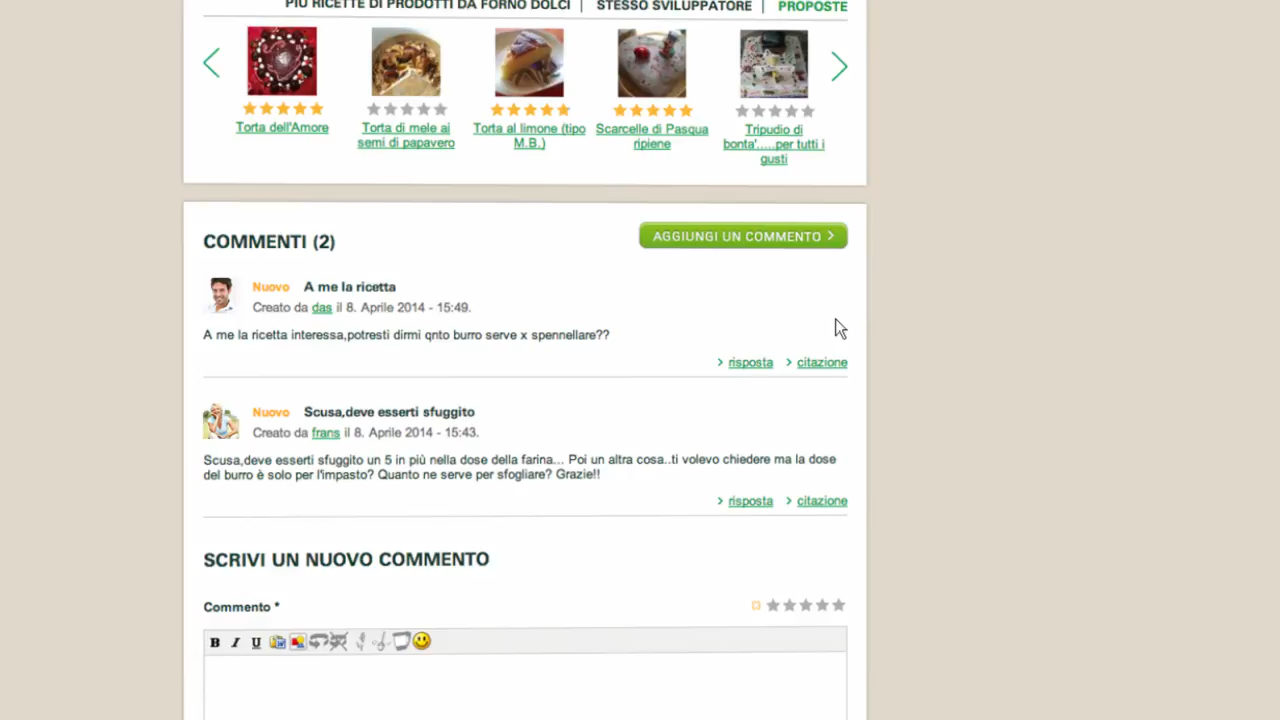 PIÙ RICETTE DI PRODOTTI DA FORNO DOLCI | STESSO SVILUPPATORE | PROPOSTE
Torta dell'Amore
Torta di mele ai
semi di papavero
Torta al limone (tipo
M.B.)
Scarcelle di Pasqua
ripiene
Tripudio di
bonta'.....per tutti i
gusti
COMMENTI (2)
AGGIUNGI UN COMMENTO >
Nuovo A me la ricetta
Creato da das il 8. Aprile 2014 - 15:49.
A me la ricetta interessa,potresti dirmi qnto burro serve x spennellare??
> risposta > citazione
Nuovo Scusa,deve esserti sfuggito
Creato da frans il 8. Aprile 2014 - 15:43.
Scusa,deve esserti sfuggito un 5 in più nella dose della farina... Poi un altra cosa..ti volevo chiedere ma la dose
del burro è solo per l'impasto? Quanto ne serve per sfogliare? Grazie!!
> risposta > citazione
SCRIVI UN NUOVO COMMENTO
Commento *
B I U